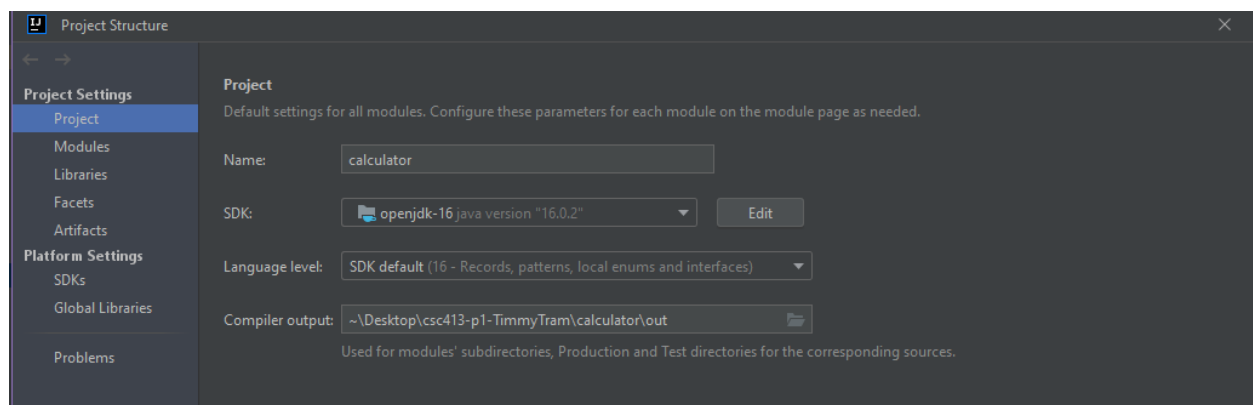 IJ Project Structure
Project Settings
Project
Modules
Libraries
Facets
Artifacts
Platform Settings
SDKs
Global Libraries
Problems
Project
Default settings for all modules. Configure these parameters for each module on the module page as needed.
Name: calculator
SDK: openjdk-16 java version "16.0.2" Edit
Language level: SDK default (16 - Records, patterns, local enums and interfaces)
Compiler output: ~\Desktop\csc413-p1-TimmyTram\calculator\out
Used for modules' subdirectories, Production and Test directories for the corresponding sources.